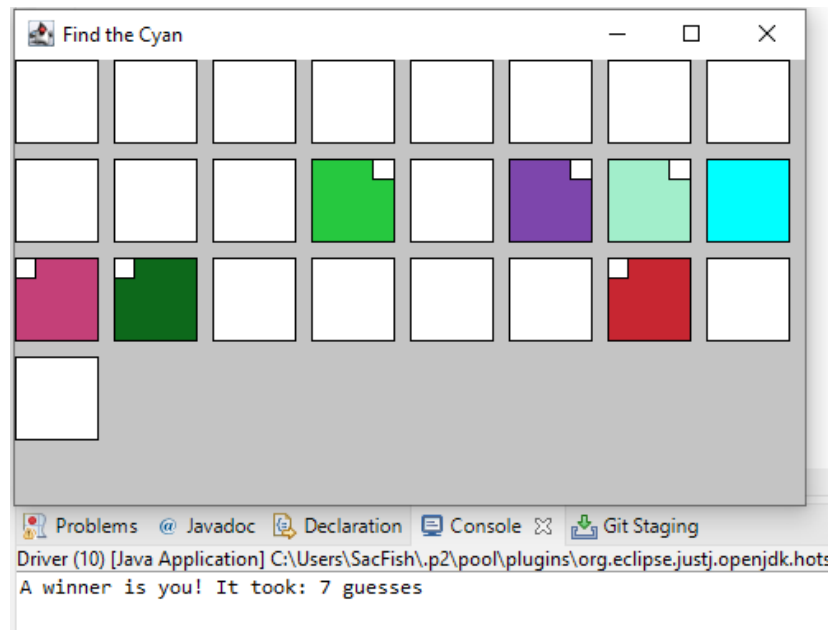 Find the Cyan
Problems @ Javadoc Declaration Console Git Staging
Driver (10) [Java Application] C:\Users\SacFish\.p2\pool\plugins\org.eclipse.justj.openjdk.hots
A winner is you! It took: 7 guesses